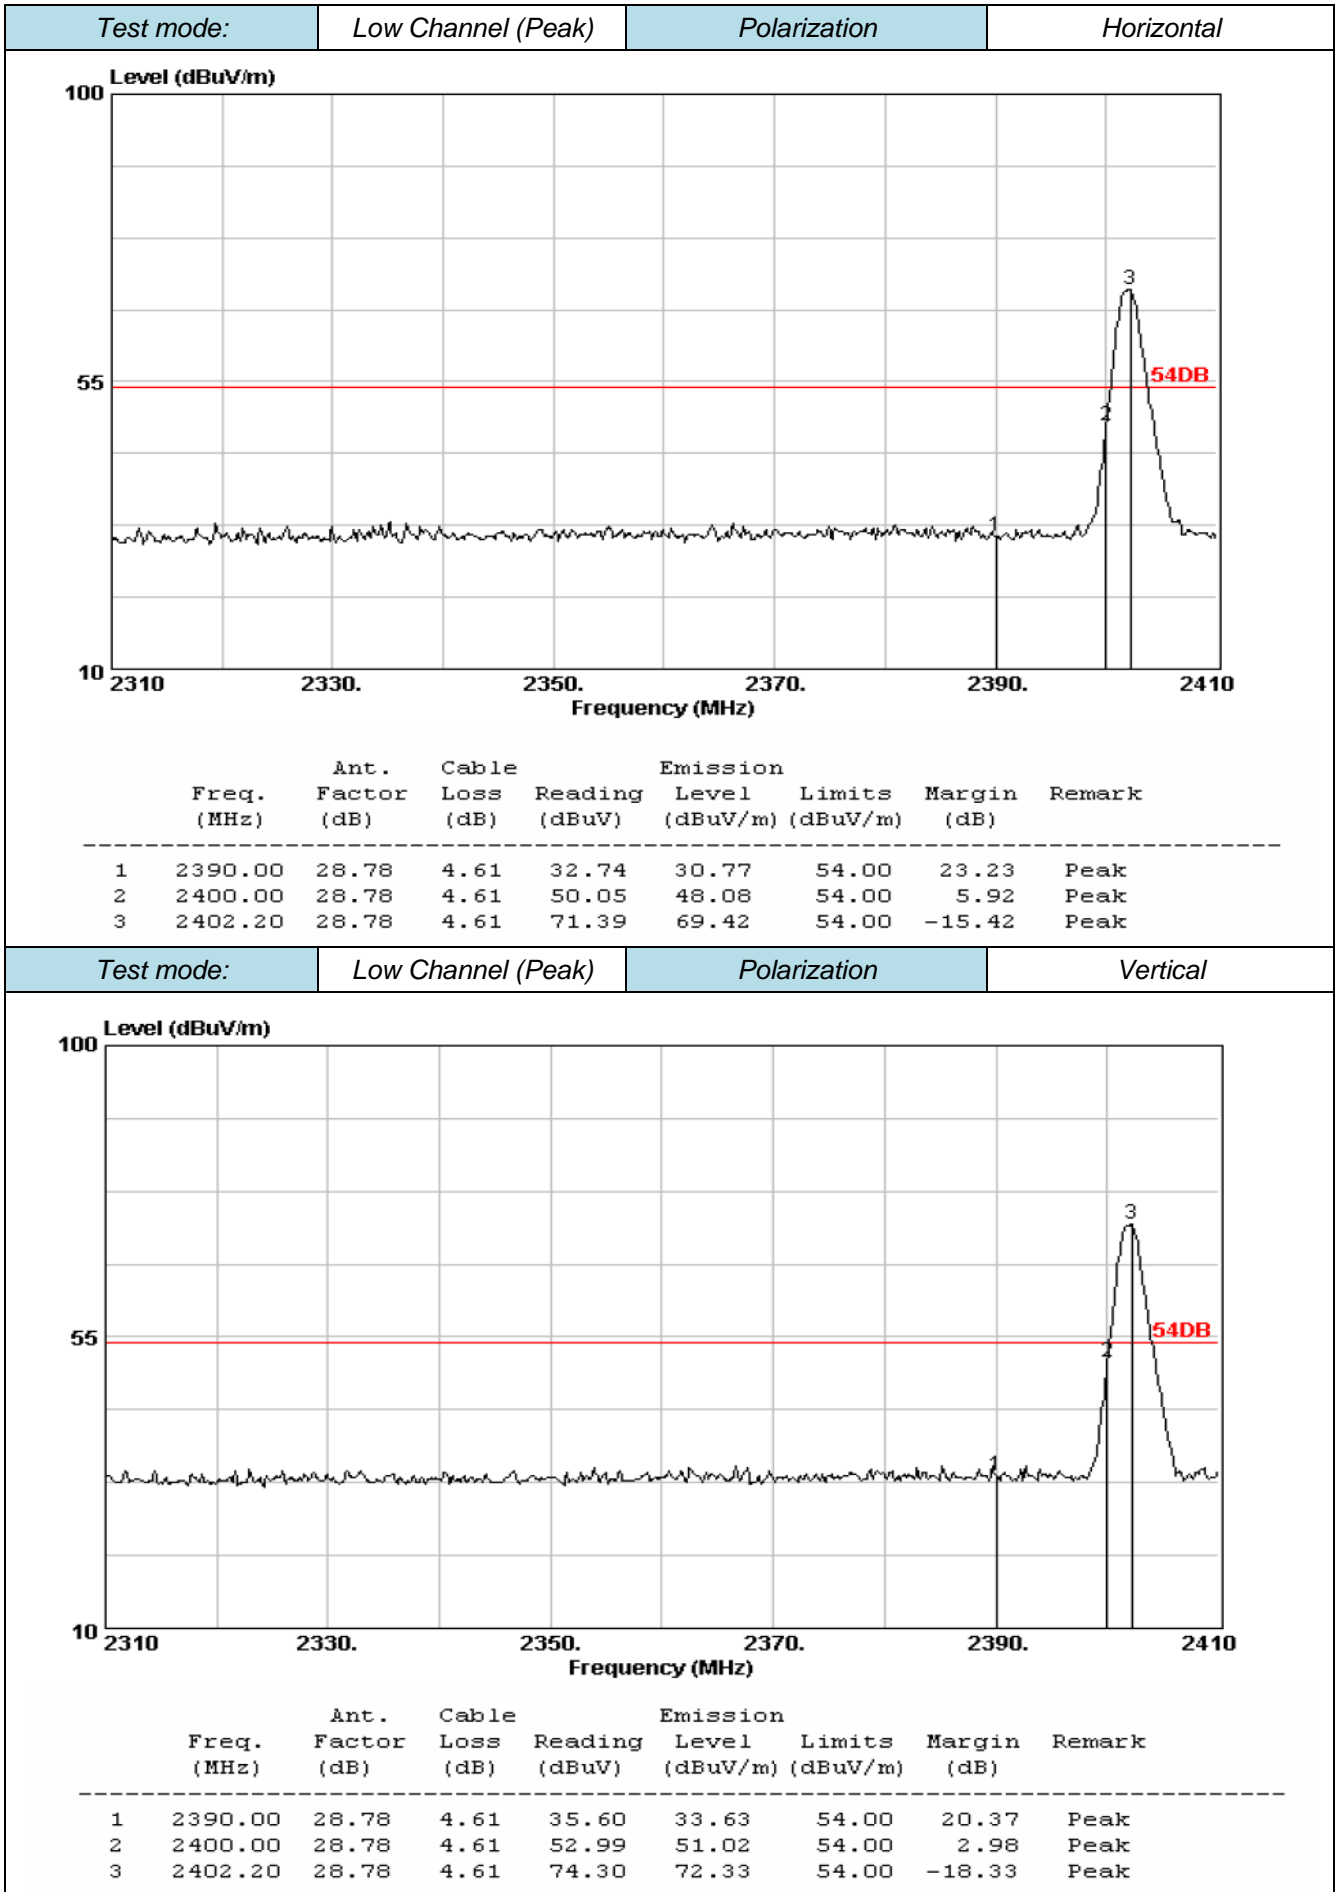 Test mode: Low Channel (Peak) Polarization Horizontal
Level (dBuV/m)
100
3
55
54DB
2
1
10
2310 2330. 2350. 2370. 2390. 2410
Frequency (MHz)
Ant. Cable Emission
Freq. Factor Loss Reading Level Limits Margin Remark
(MHz) (dB) (dB) (dBuV) (dBuV/m) (dBuV/m) (dB)
1 2390.00 28.78 4.61 32.74 30.77 54.00 23.23 Peak
2 2400.00 28.78 4.61 50.05 48.08 54.00 5.92 Peak
3 2402.20 28.78 4.61 71.39 69.42 54.00 -15.42 Peak
Test mode: Low Channel (Peak) Polarization Vertical
Level (dBuV/m)
100
3
55
54DB
2
1
10
2310 2330. 2350. 2370. 2390. 2410
Frequency (MHz)
Ant. Cable Emission
Freq. Factor Loss Reading Level Limits Margin Remark
(MHz) (dB) (dB) (dBuV) (dBuV/m) (dBuV/m) (dB)
1 2390.00 28.78 4.61 35.60 33.63 54.00 20.37 Peak
2 2400.00 28.78 4.61 52.99 51.02 54.00 2.98 Peak
3 2402.20 28.78 4.61 74.30 72.33 54.00 -18.33 Peak